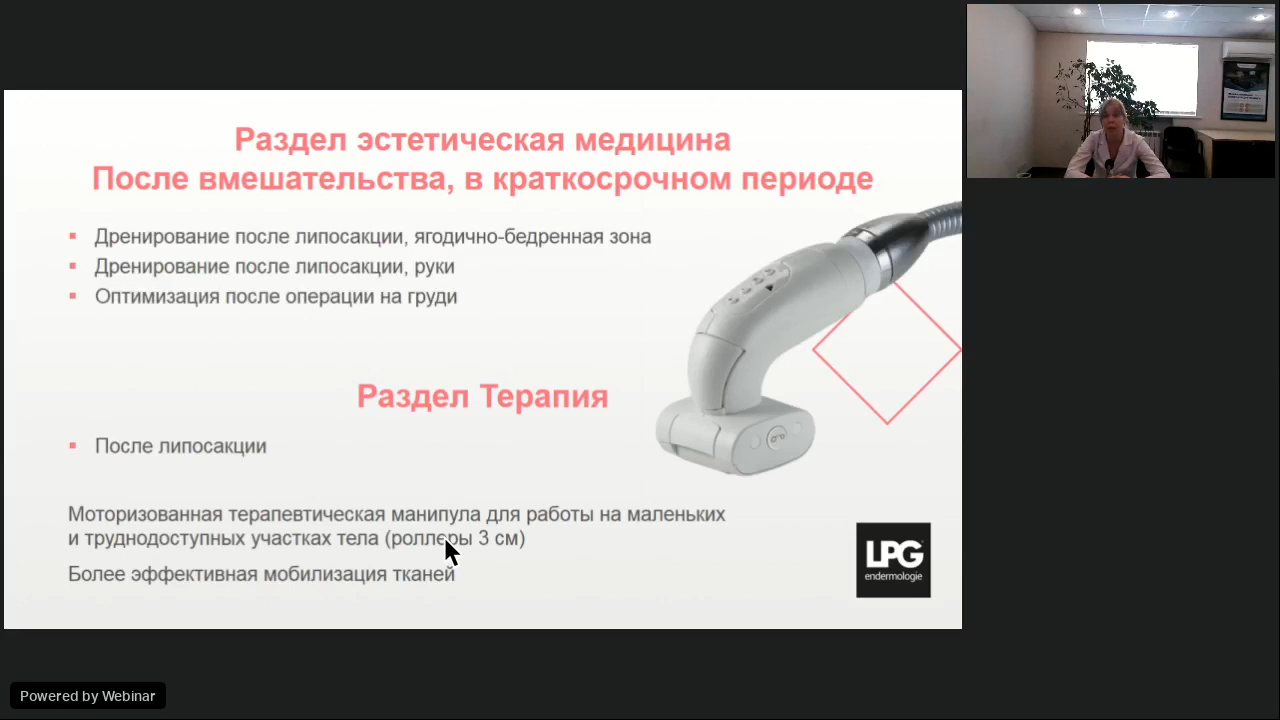 Раздел эстетическая медицина
После вмешательства, в краткосрочном периоде
Дренирование после липосакции, ягодично-бедренная зона
Дренирование после липосакции, руки
Оптимизация после операции на груди
Раздел Терапия
После липосакции
Моторизованная терапевтическая манипула для работы на маленьких
и труднодоступных участках тела (роллеры 3 см)
Более эффективная мобилизация тканей
LPG
endermologie
Powered by Webinar